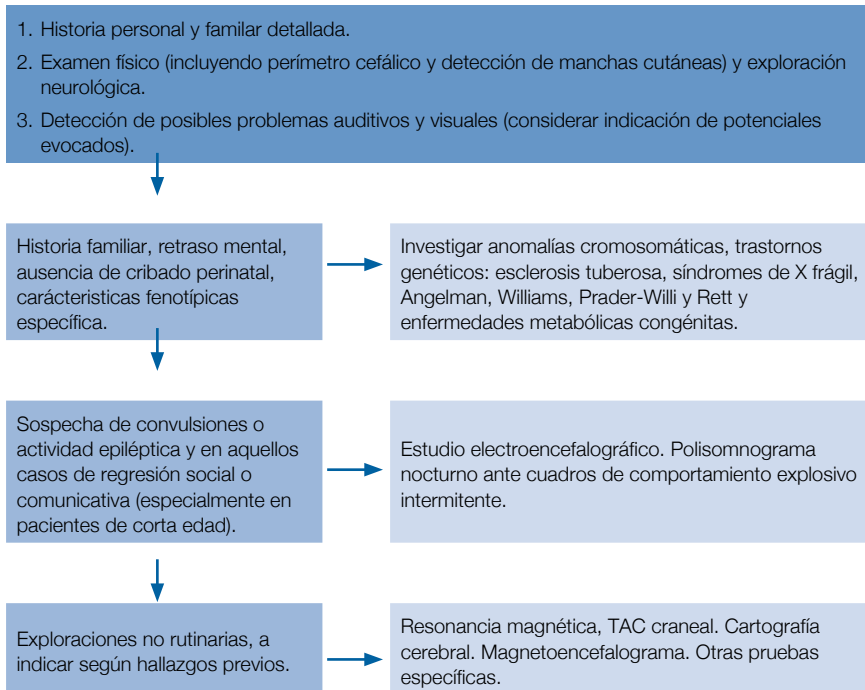 1. Historia personal y familar detallada.
2. Examen físico (incluyendo perímetro cefálico y detección de manchas cutáneas) y exploración
neurológica.
3. Detección de posibles problemas auditivos y visuales (considerar indicación de potenciales
evocados).
Historia familiar, retraso mental,
ausencia de cribado perinatal,
carácteristicas fenotípicas
específica.
Investigar anomalías cromosomáticas, trastornos
genéticos: esclerosis tuberosa, síndromes de X frágil,
Angelman, Williams, Prader-Willi y Rett y
enfermedades metabólicas congénitas.
Sospecha de convulsiones o
actividad epiléptica y en aquellos
casos de regresión social o
comunicativa (especialmente en
pacientes de corta edad).
Estudio electroencefalográfico. Polisomnograma
nocturno ante cuadros de comportamiento explosivo
intermitente.
Exploraciones no rutinarias, a
indicar según hallazgos previos.
Resonancia magnética, TAC craneal. Cartografía
cerebral. Magnetoencefalograma. Otras pruebas
específicas.